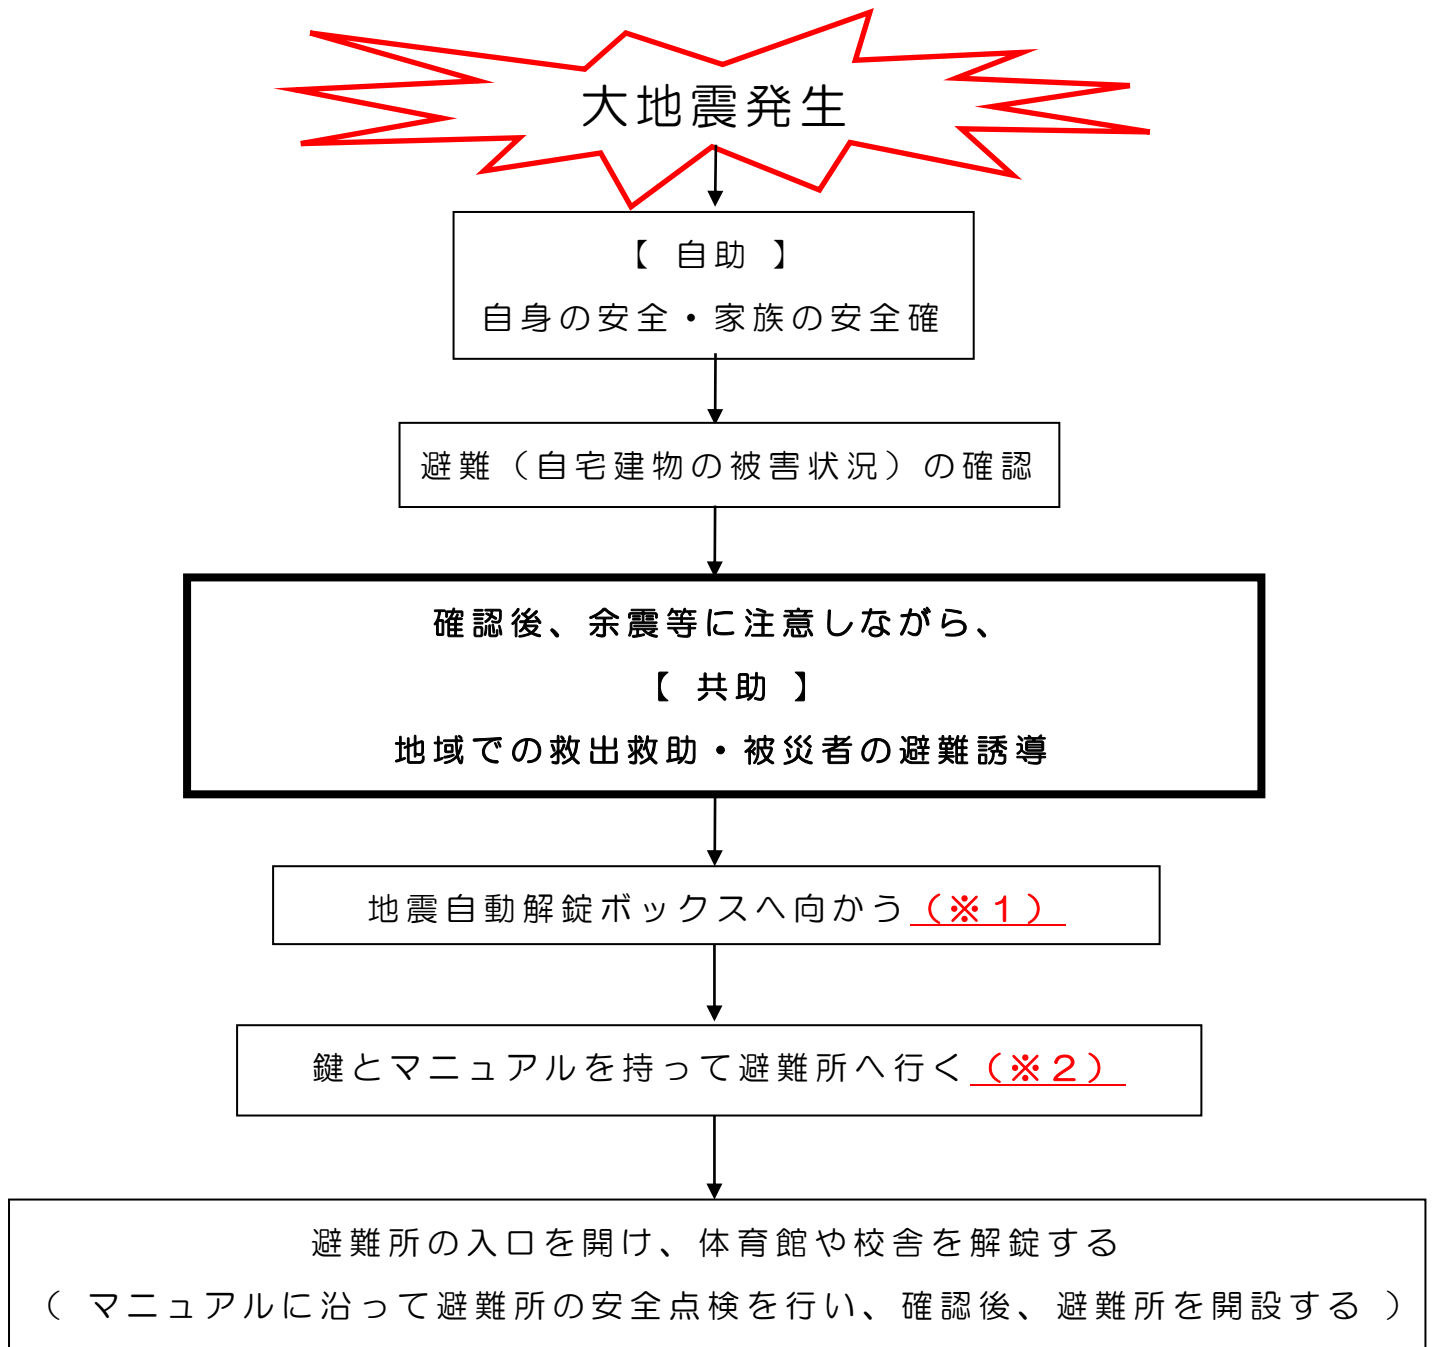 大地震発生
【 自助 】
自身の安全・家族の安全確
避難（自宅建物の被害状況）の確認
確認後、余震等に注意しながら、
【 共助 】
地域での救出救助・被災者の避難誘導
地震自動解錠ボックスへ向かう（※１）
鍵とマニュアルを持って避難所へ行く（※２）
避難所の入口を開け、体育館や校舎を解錠する
（ マニュアルに沿って避難所の安全点検を行い、確認後、避難所を開設する ）